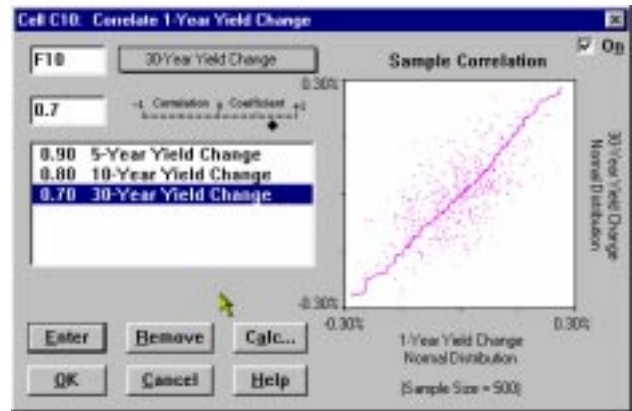 Cell C10: Correlate 1-Year Yield Change
F10
30-Year Yield Change
On
Sample Correlation
0.7
-1 Correlation 0 Coefficient +1
0.90 5-Year Yield Change
0.80 10-Year Yield Change
0.70 30-Year Yield Change
0.30%
30-Year Yield Change
Normal Distribution
-0.30%
-0.30%
0.30%
1-Year Yield Change
Normal Distribution
(Sample Size = 500)
Enter
Remove
Calc...
OK
Cancel
Help